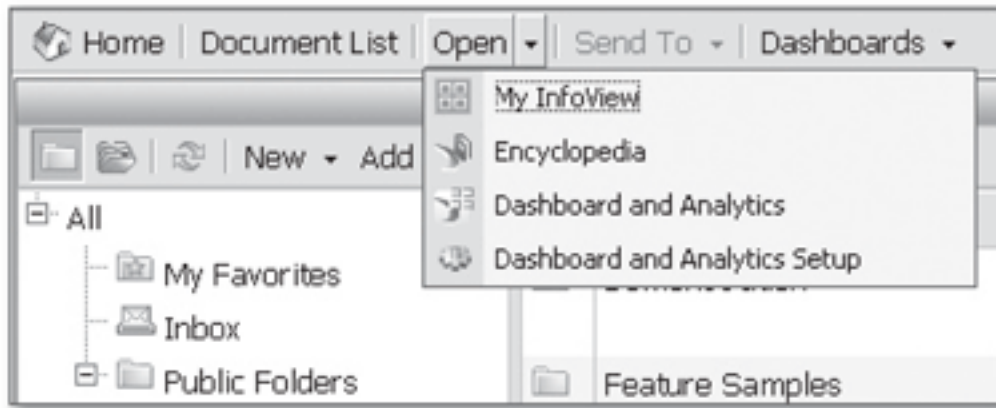 Home Document List Open Send To Dashboards
My InfoView
Encyclopedia
Dashboard and Analytics
Dashboard and Analytics Setup
New Add
All
My Favorites
Inbox
Public Folders
Feature Samples